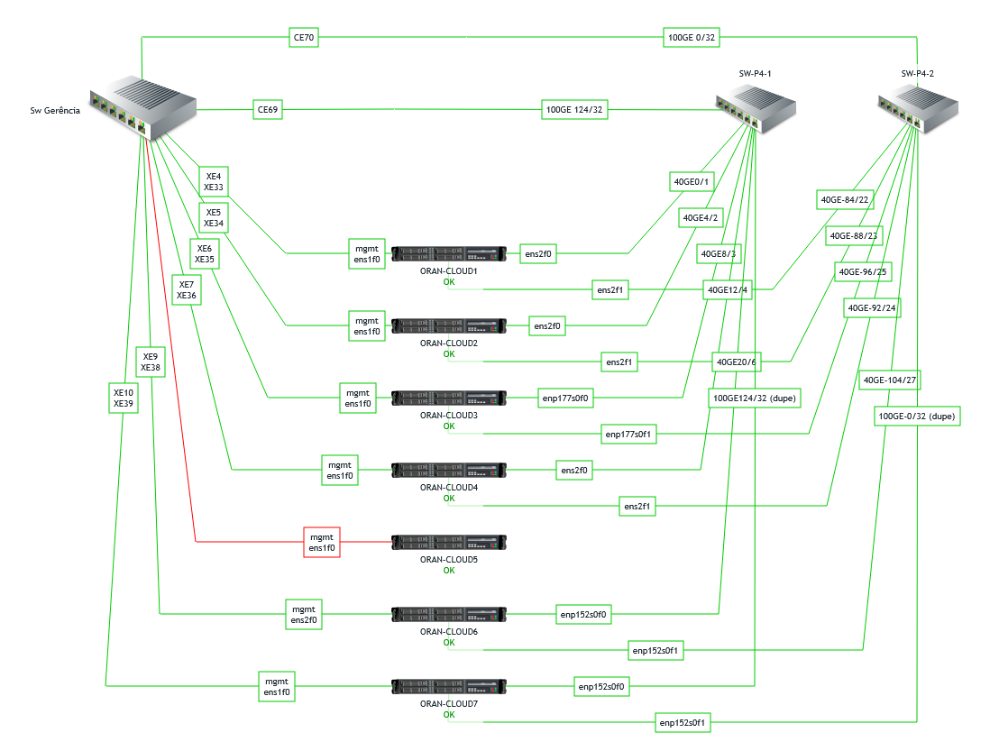 CE70
100GE 0/32
SW-P4-1
SW-P4-2
Sw Gerência
CE69
100GE 124/32
XE4
XE33
40GE0/1
40GE-84/22
XE5
XE34
40GE4/2
40GE-88/23
XE6
XE35
mgmt
ens1f0
ens2f0
40GE8/3
ORAN-CLOUD1
OK
40GE-96/25
XE7
XE36
ens2f1
40GE12/4
40GE-92/24
mgmt
ens1f0
ens2f0
ORAN-CLOUD2
OK
XE9
XE38
ens2f1
40GE20/6
40GE-104/27
XE10
XE39
mgmt
ens1f0
enp177s0f0
100GE124/32 (dupe)
ORAN-CLOUD3
OK
100GE-0/32 (dupe)
enp177s0f1
mgmt
ens1f0
ens2f0
ORAN-CLOUD4
OK
ens2f1
mgmt
ens1f0
ORAN-CLOUD5
OK
mgmt
ens2f0
enp152s0f0
ORAN-CLOUD6
OK
enp152s0f1
mgmt
ens1f0
enp152s0f0
ORAN-CLOUD7
OK
enp152s0f1